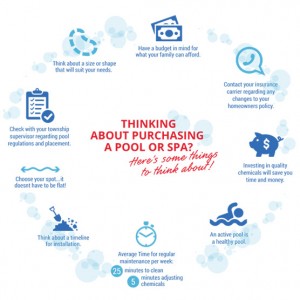 Have a budget in mind for
what your family can afford.
Think about a size or shape
that will suit your needs.
Contact your insurance
carrier regarding any
changes to your
homeowners policy.
THINKING
ABOUT PURCHASING
A POOL OR SPA?
Here's some things
to think about!
Check with your township
supervisor regarding pool
regulations and placement.
Investing in quality
chemicals will save you
time and money.
Choose your spot...it
doesnt have to be flat!
An active pool is
a healthy pool.
Think about a timeline
for installation.
Average Time for regular
maintenance per week:
25 minutes to clean
5 minutes adjusting
chemicals